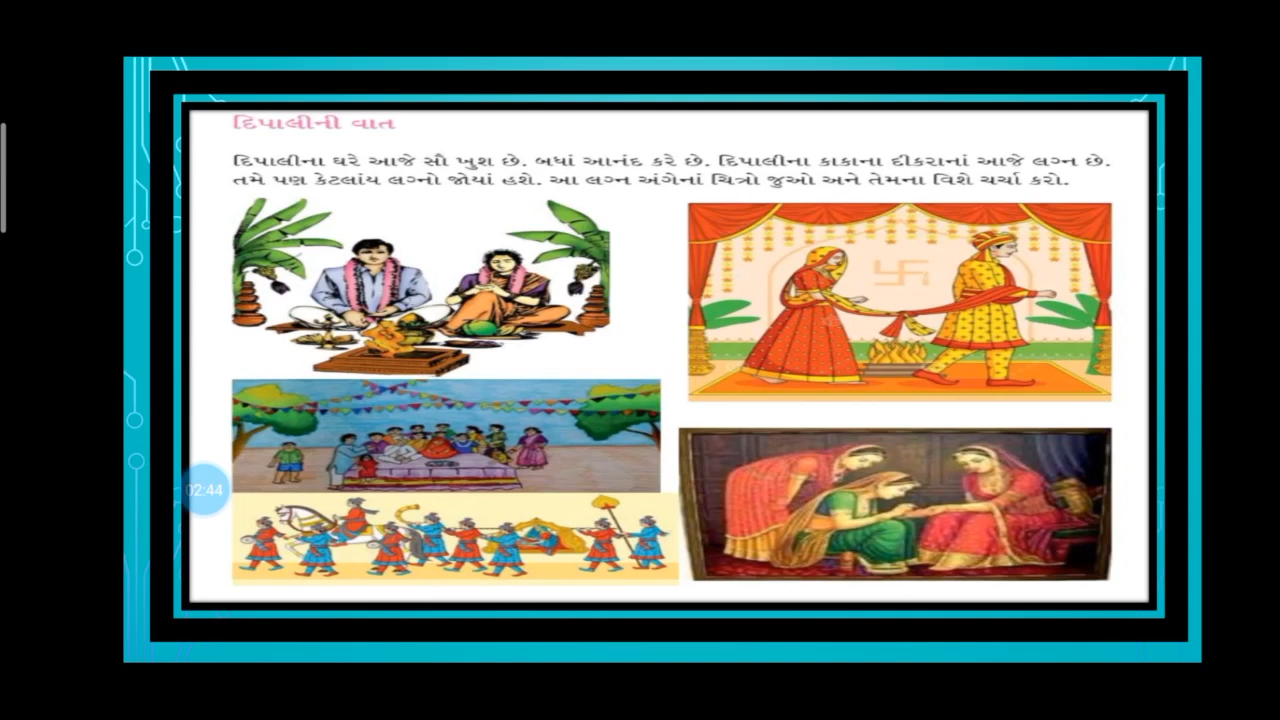 દિપાલીની વાત
દિપાલીના ઘરે આજે સૌ ખુશ છે. બધાં આનંદ કરે છે. દિપાલીના કાકાના દીકરાનાં આજે લગ્ન છે.
તમે પણ કેટલાંય લગ્નો જોયાં હશે. આ લગ્ન અંગેનાં ચિત્રો જુઓ અને તેમના વિશે ચર્ચા કરો.
02:44